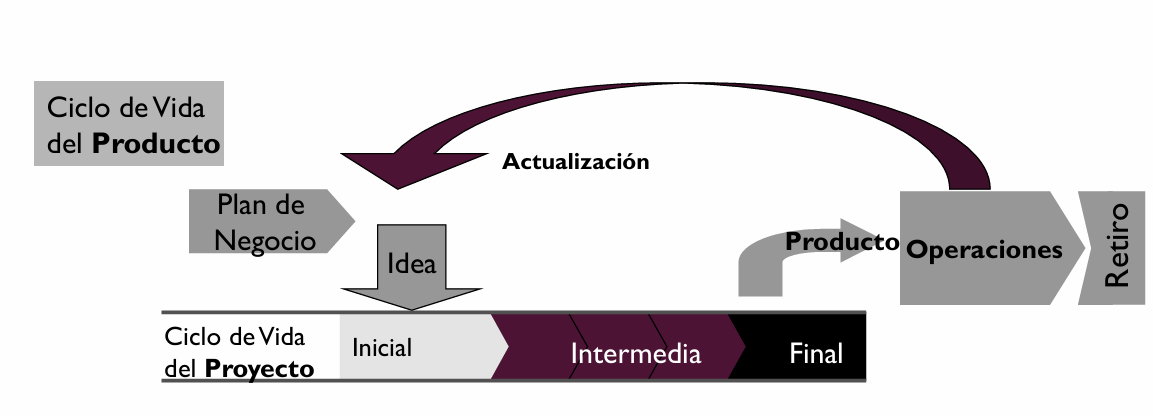 Ciclo de Vida
del Producto
Actualización
Plan de
Negocio
Idea
Producto
Operaciones
Retiro
Ciclo de Vida
del Proyecto
Inicial
Intermedia
Final